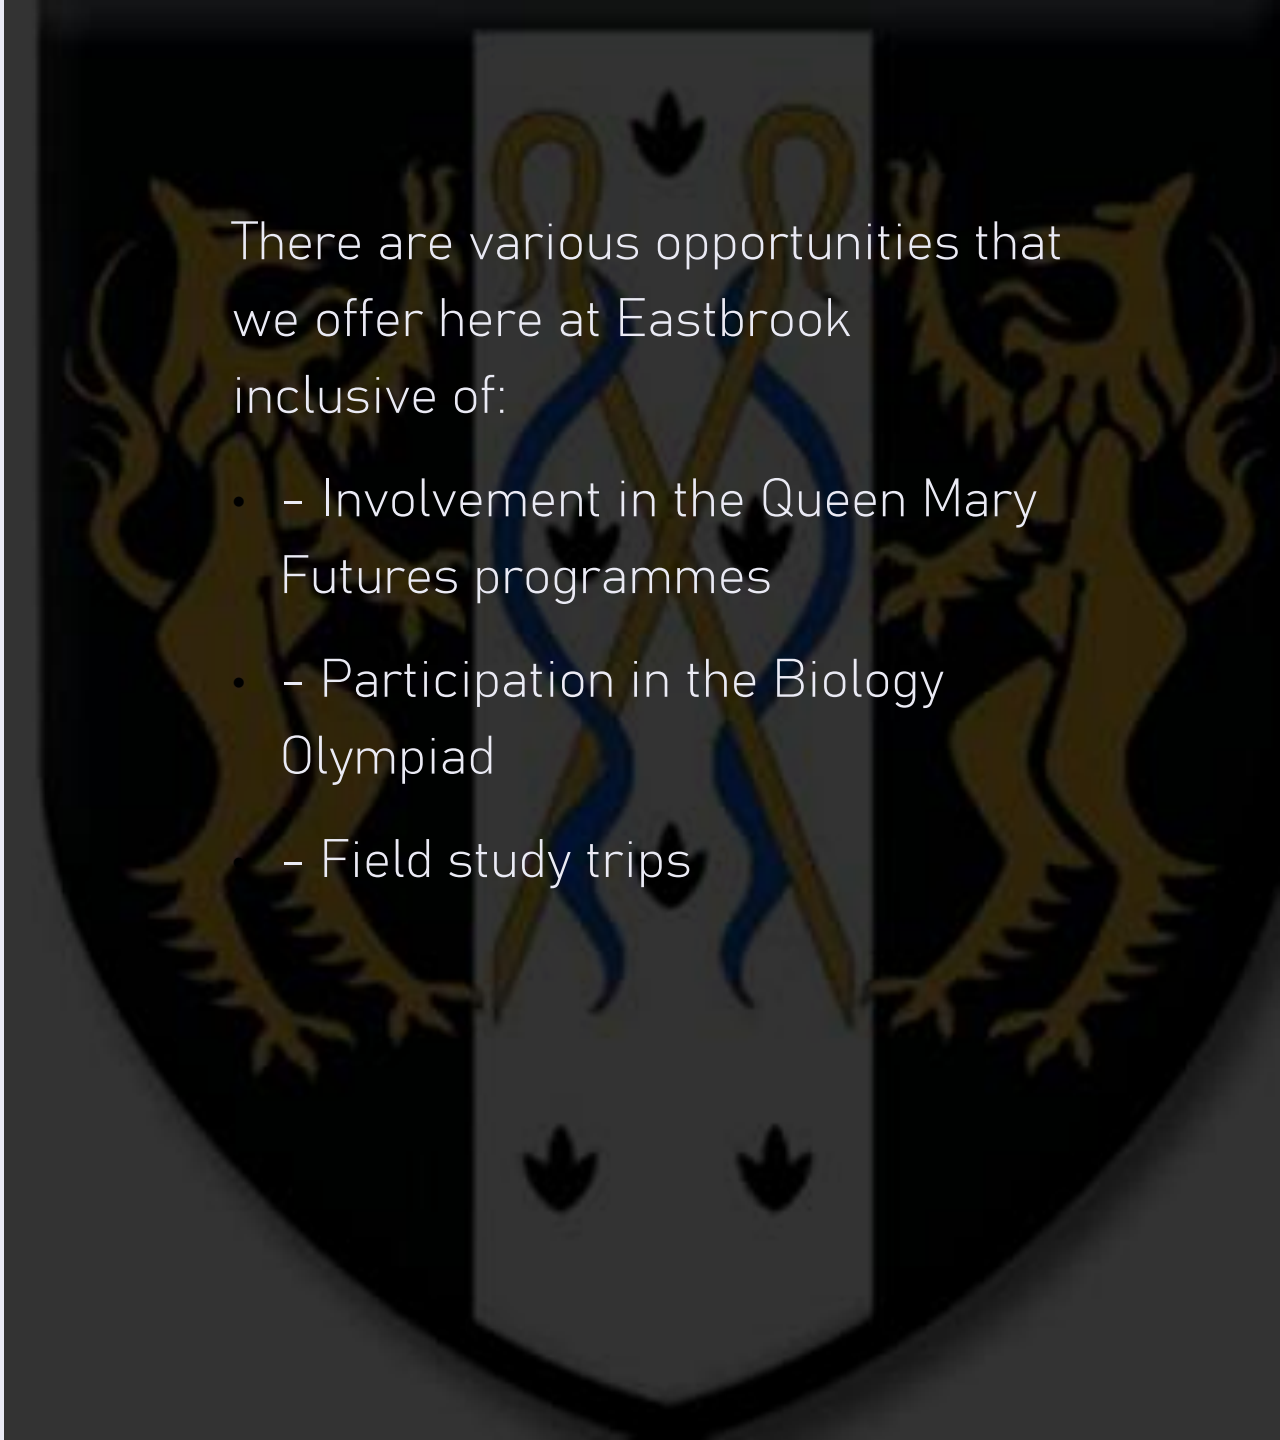 There are various opportunities that
we offer here at Eastbrook
inclusive of:
• – Involvement in the Queen Mary
Futures programmes
• – Participation in the Biology
Olympiad
• – Field study trips